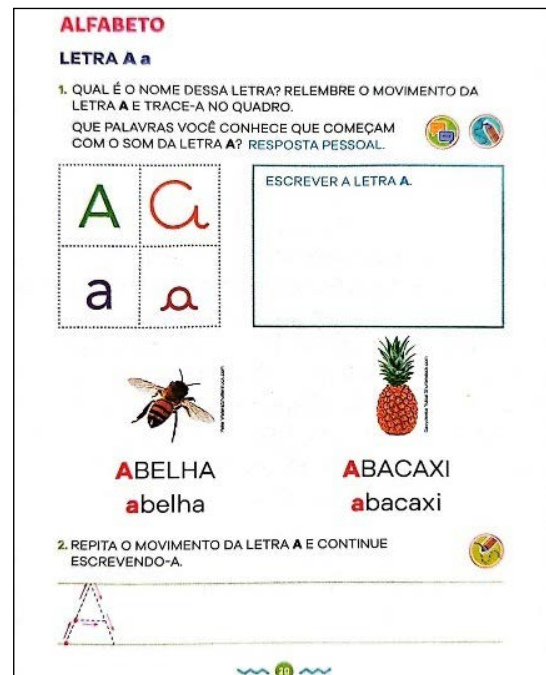 ALFABETO
LETRA A a
1. QUAL É O NOME DESSA LETRA? RELEMBRE O MOVIMENTO DA
LETRA A E TRACE-A NO QUADRO.
QUE PALAVRAS VOCÊ CONHECE QUE COMEÇAM
COM O SOM DA LETRA A? RESPOSTA PESSOAL.
A A
a a
ESCREVER A LETRA A.
ABELHA
abelha
ABACAXI
abacaxi
2. REPITA O MOVIMENTO DA LETRA A E CONTINUE
ESCREVENDO-A.
A